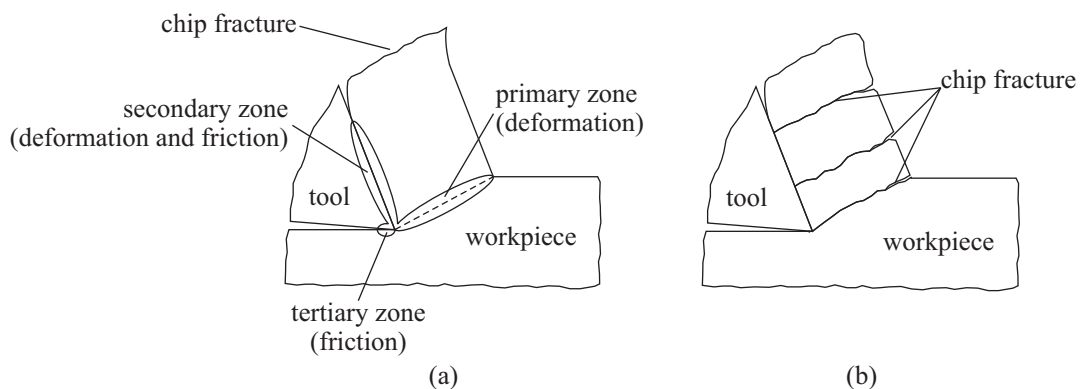 chip fracture
secondary zone
(deformation and friction)
primary zone
(deformation)
tool
workpiece
tertiary zone
(friction)
(a)
chip fracture
tool
workpiece
(b)